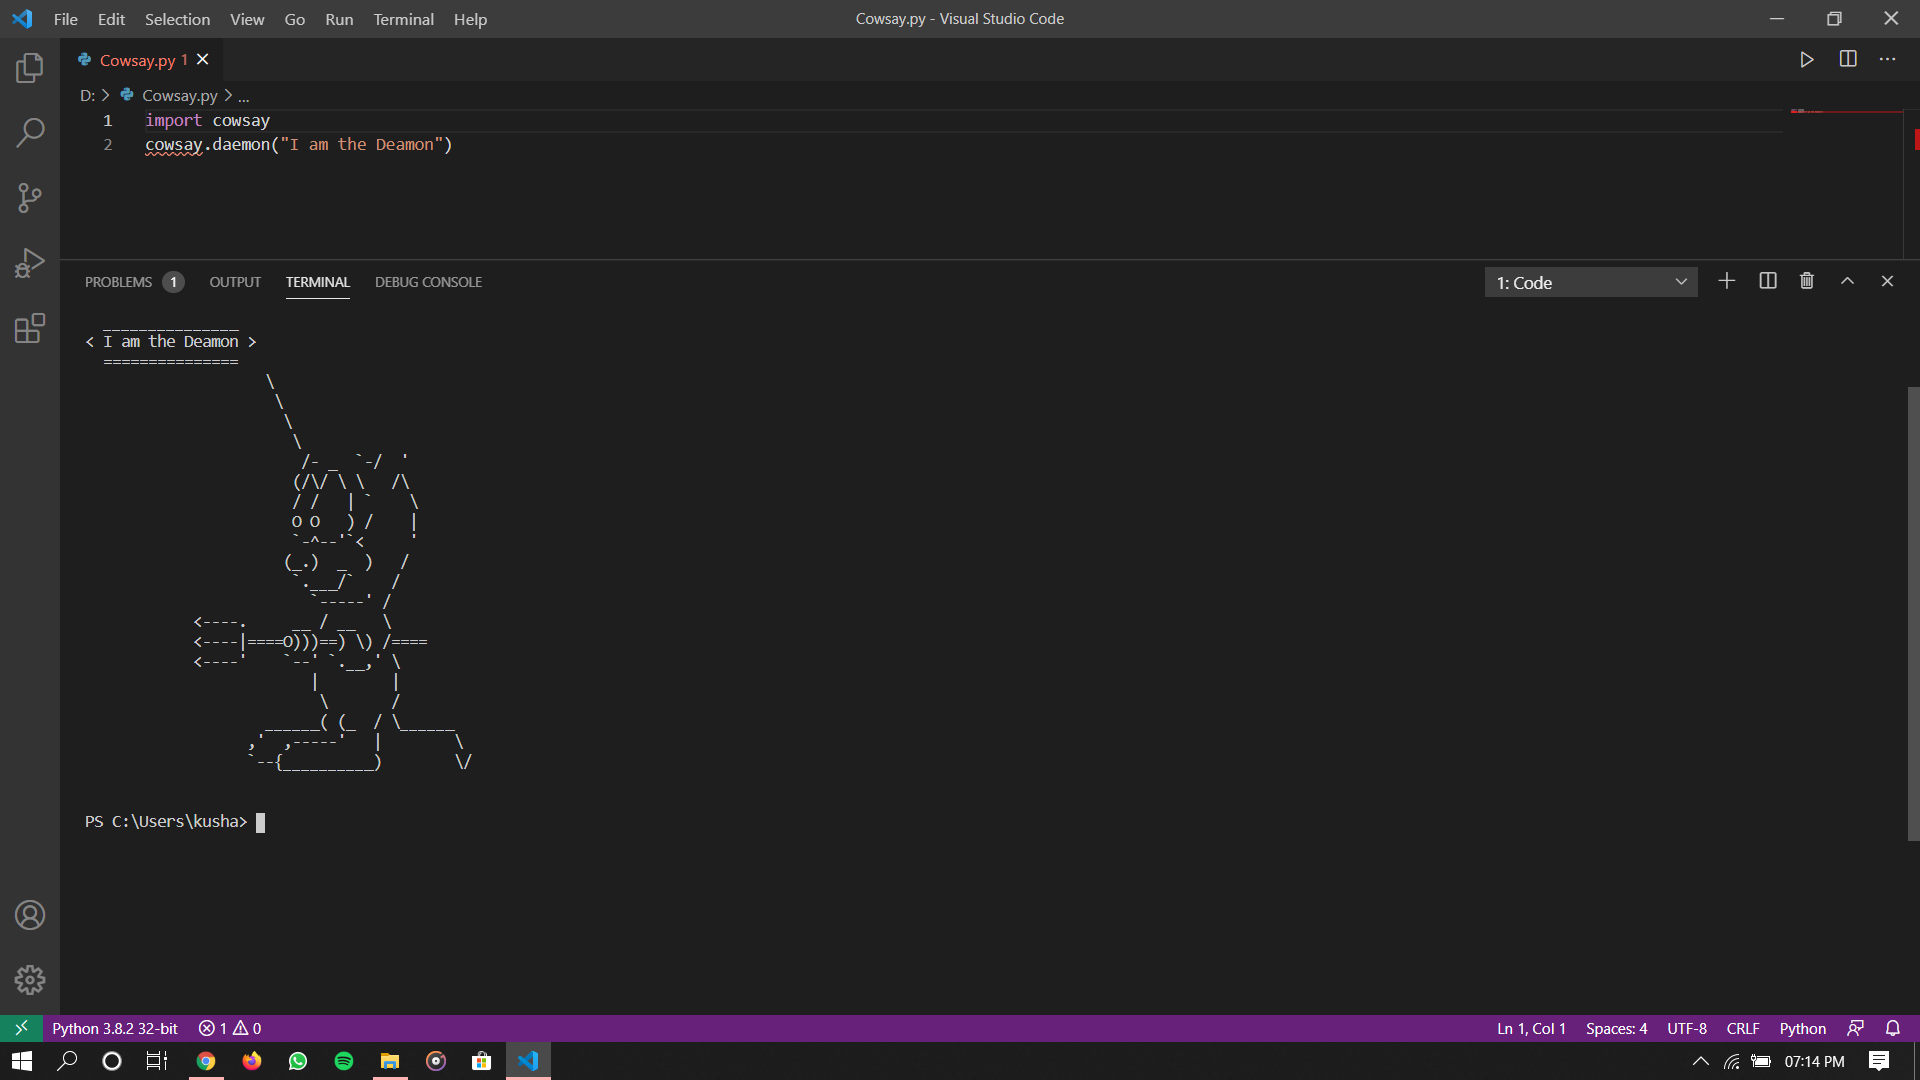 File Edit Selection View Go Run Terminal Help
Cowsay.py - Visual Studio Code
Cowsay.py 1
D: > Cowsay.py > ...
1 import cowsay
2 cowsay.daemon("I am the Deamon")
PROBLEMS 1 OUTPUT TERMINAL DEBUG CONSOLE
1: Code
  _______________
< I am the Deamon >
  ===============
                    \
                     \
                      \
                       \
                        /- _  `-/  '
                       (/\/ \ \   /\
                       / /   | `    \
                       O O   ) /    |
                       `-^--'`<     '
                      (_.)  _  )   /
                       `.___/`    /
                         `-----' /
            <----.     __ / __   \
            <----|====O)))==) \) /====
            <----'    `--' `.__,' \
                         |        |
                          \       /
                    ______( (_  / \______
                  ,'  ,-----'   |        \
                  `--{__________)        \/
PS C:\Users\kusha>
Python 3.8.2 32-bit 1 0
Ln 1, Col 1 Spaces: 4 UTF-8 CRLF Python
07:14 PM